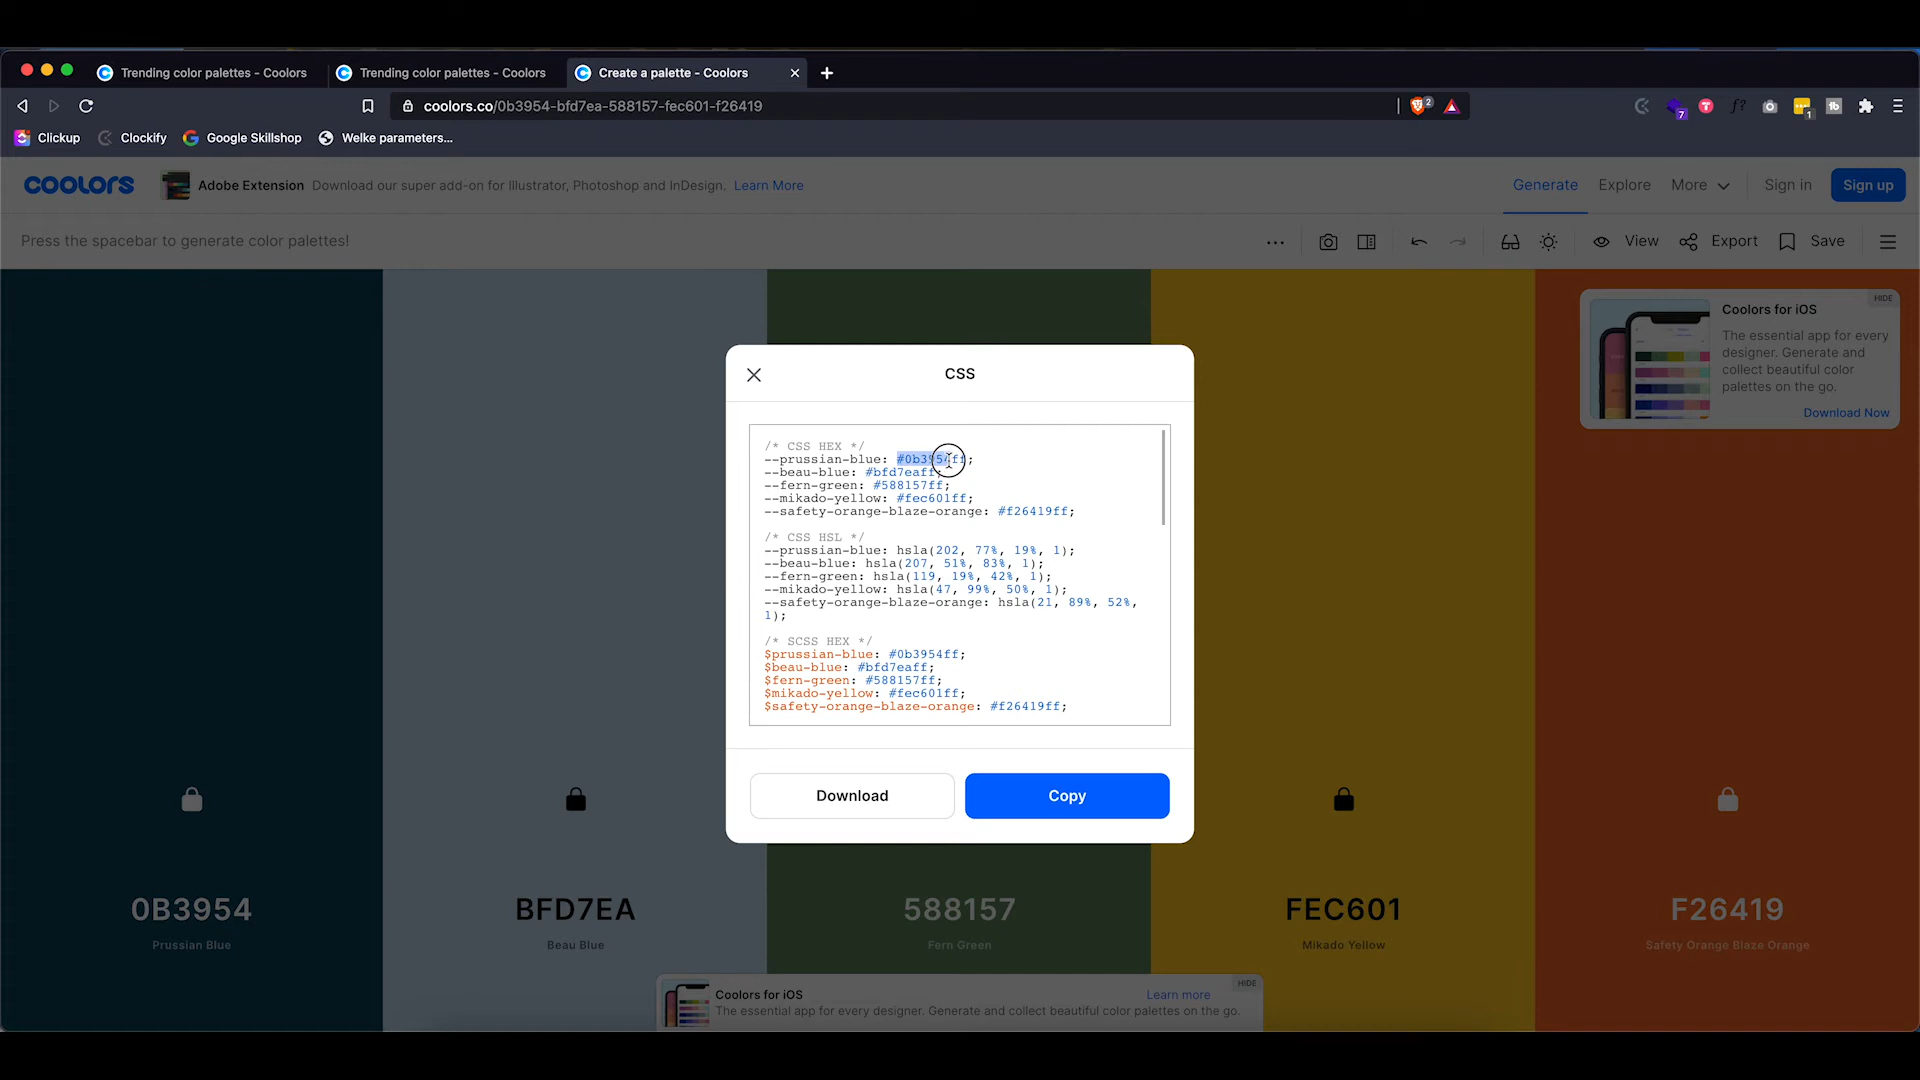 Trending color palettes - Coolors
Trending color palettes - Coolors
Create a palette - Coolors
coolors.co/0b3954-bfd7ea-588157-fec601-f26419
2
7
T
f?
1
tb
Clickup
Clockify
Google Skillshop
Welke parameters...
coolors
Adobe Extension Download our super add-on for Illustrator, Photoshop and InDesign. Learn More
Generate
Explore
More
Sign in
Sign up
Press the spacebar to generate color palettes!
View
Export
Save
HIDE
Coolors for iOS
The essential app for every
designer. Generate and
collect beautiful color
palettes on the go.
Download Now
CSS
/* CSS HEX */
--prussian-blue: #0b3954ff;
--beau-blue: #bfd7eaff;
--fern-green: #588157ff;
--mikado-yellow: #fec601ff;
--safety-orange-blaze-orange: #f26419ff;
/* CSS HSL */
--prussian-blue: hsla(202, 77%, 19%, 1);
--beau-blue: hsla(207, 51%, 83%, 1);
--fern-green: hsla(119, 19%, 42%, 1);
--mikado-yellow: hsla(47, 99%, 50%, 1);
--safety-orange-blaze-orange: hsla(21, 89%, 52%,
1);
/* SCSS HEX */
$prussian-blue: #0b3954ff;
$beau-blue: #bfd7eaff;
$fern-green: #588157ff;
$mikado-yellow: #fec601ff;
$safety-orange-blaze-orange: #f26419ff;
Download
Copy
0B3954
Prussian Blue
BFD7EA
Beau Blue
588157
Fern Green
FEC601
Mikado Yellow
F26419
Safety Orange Blaze Orange
HIDE
Coolors for iOS
Learn more
The essential app for every designer. Generate and collect beautiful color palettes on the go.